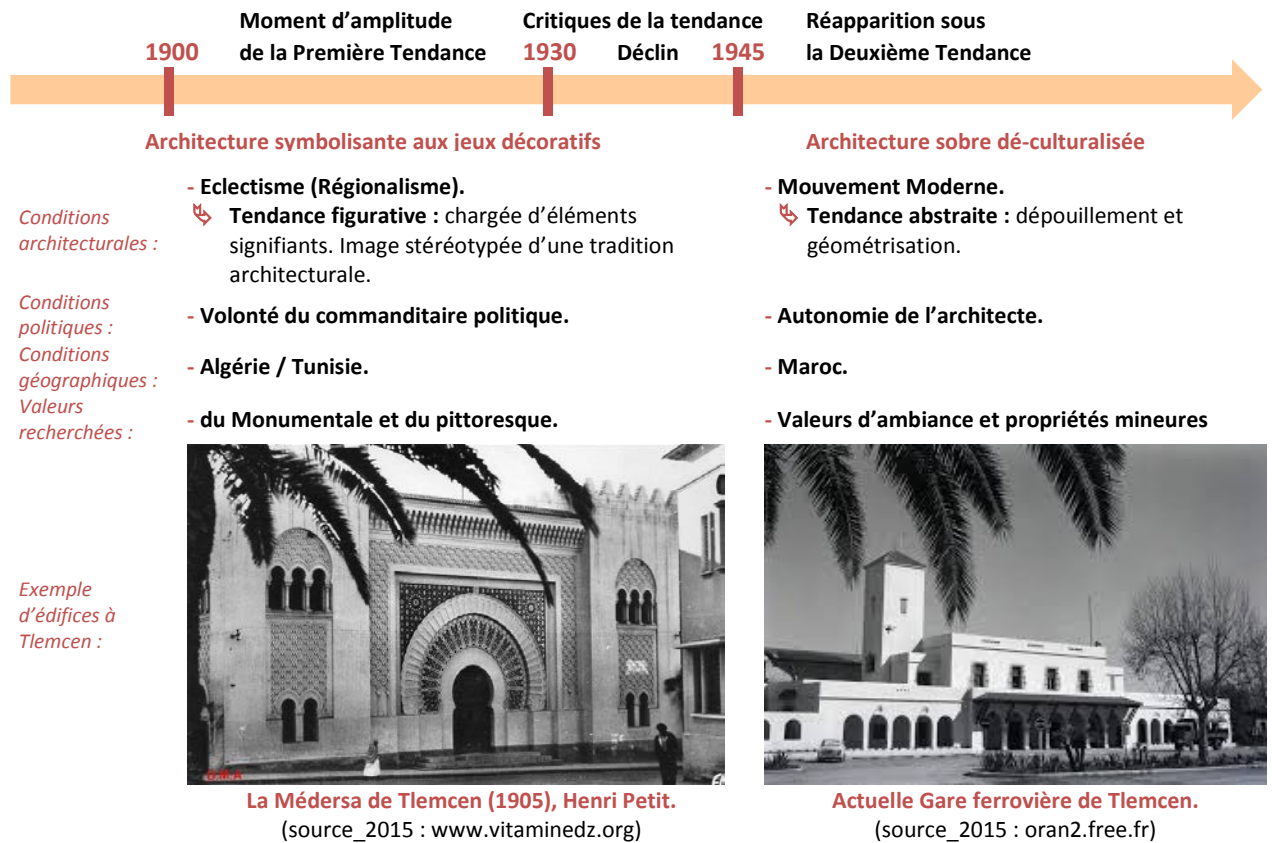 Moment d’amplitude
de la Première Tendance
Critiques de la tendance
Déclin
Réapparition sous
la Deuxième Tendance
1900
1930
1945
Architecture symbolisante aux jeux décoratifs
Architecture sobre dé-culturalisée
Conditions
architecturales :
- Eclectisme (Régionalisme).
Tendance figurative : chargée d’éléments
signifiants. Image stéréotypée d’une tradition
architecturale.
- Mouvement Moderne.
Tendance abstraite : dépouillement et
géométrisation.
Conditions
politiques :
- Volonté du commanditaire politique.
- Autonomie de l’architecte.
Conditions
géographiques :
- Algérie / Tunisie.
- Maroc.
Valeurs
recherchées :
- du Monumentale et du pittoresque.
- Valeurs d’ambiance et propriétés mineures
Exemple
d’édifices à
Tlemcen :
La Médersa de Tlemcen (1905), Henri Petit.
(source_2015 : www.vitaminedz.org)
Actuelle Gare ferrovière de Tlemcen.
(source_2015 : oran2.free.fr)